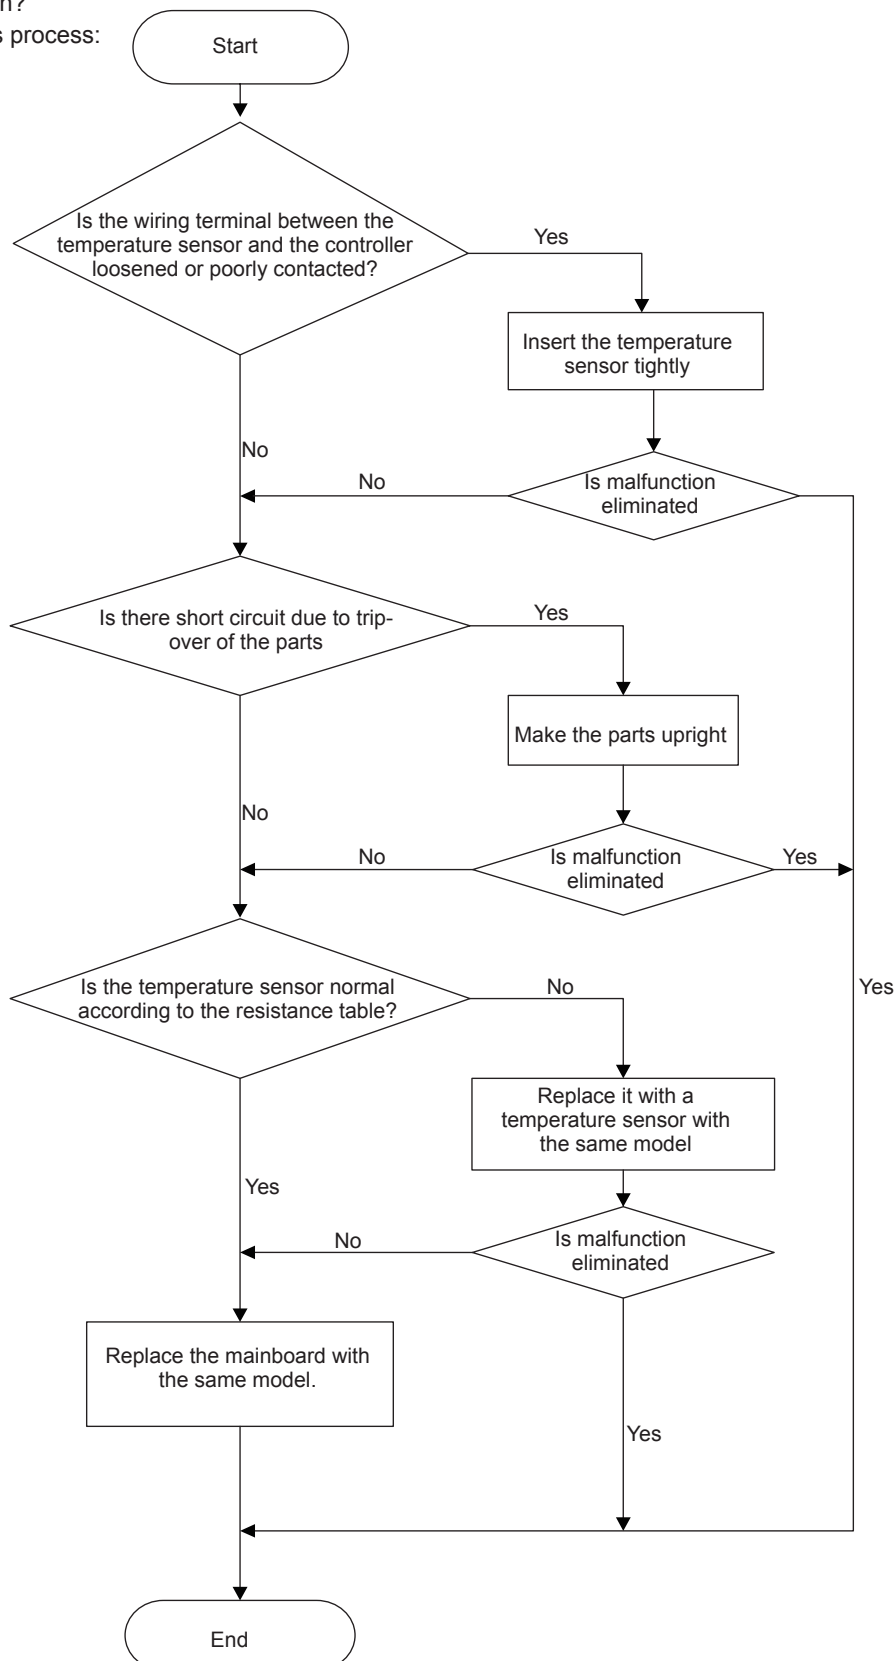 s process:
Start
Is the wiring terminal between the
temperature sensor and the controller
loosened or poorly contacted?
Yes
Insert the temperature
sensor tightly
No
No
Is malfunction
eliminated
Is there short circuit due to trip-
over of the parts
Yes
Make the parts upright
No
No
Is malfunction
eliminated
Yes
Is the temperature sensor normal
according to the resistance table?
No
Yes
Replace it with a
temperature sensor with
the same model
Yes
No
Is malfunction
eliminated
Replace the mainboard with
the same model.
Yes
End